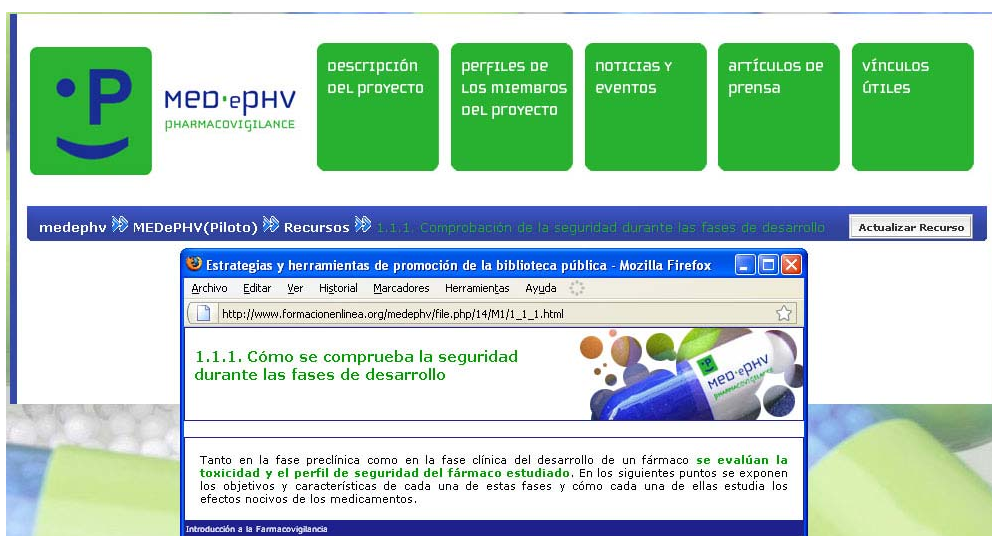 P
MED·ePHV
PHARMACOVIGILANCE
DESCRIPCIÓN
DEL PROYECTO
PERFILES DE
LOS MIEMBROS
DEL PROYECTO
NOTICIAS Y
EVENTOS
ARTÍCULOS DE
PRENSA
VÍNCULOS
ÚTILES
medephv MEDePHV(Piloto) Recursos 1.1.1. Comprobación de la seguridad durante las fases de desarrollo Actualizar Recurso
Estrategias y herramientas de promoción de la biblioteca pública - Mozilla Firefox
Archivo Editar Ver Historial Marcadores Herramientas Ayuda
http://www.formacionenlinea.org/medephv/file.php/14/M1/1_1_1.html
1.1.1. Cómo se comprueba la seguridad
durante las fases de desarrollo
P
MED·ePHV
PHARMACOVIGILANCE
Tanto en la fase preclínica como en la fase clínica del desarrollo de un fármaco se evalúan la
toxicidad y el perfil de seguridad del fármaco estudiado. En los siguientes puntos se exponen
los objetivos y características de cada una de estas fases y cómo cada una de ellas estudia los
efectos nocivos de los medicamentos.
Introducción a la Farmacovigilancia